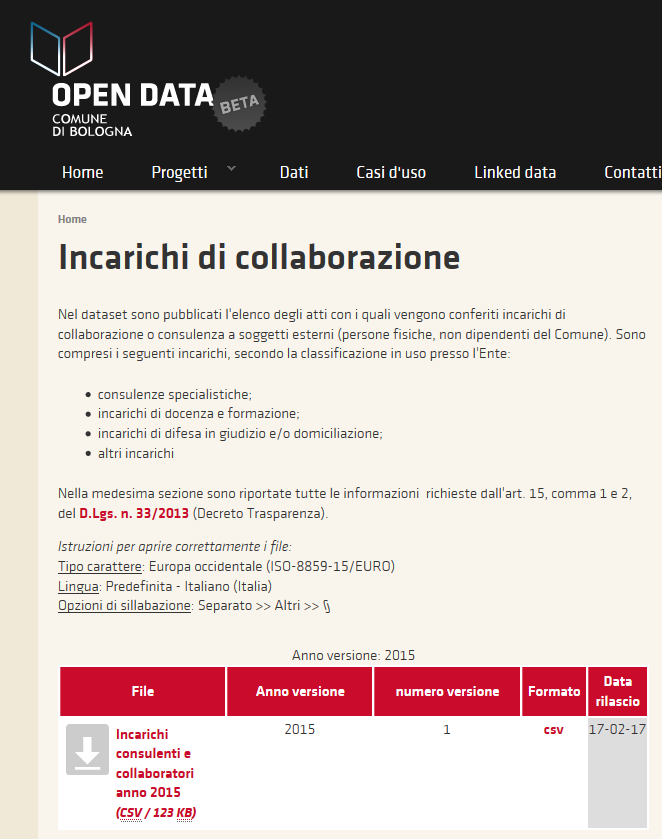 OPEN DATA BETA
COMUNE
DI BOLOGNA
Home Progetti Dati Casi d'uso Linked data Contatti
Home
Incarichi di collaborazione
Nel dataset sono pubblicati l'elenco degli atti con i quali vengono conferiti incarichi di
collaborazione o consulenza a soggetti esterni (persone fisiche, non dipendenti del Comune). Sono
compresi i seguenti incarichi, secondo la classificazione in uso presso l'Ente:
• consulenze specialistiche;
• incarichi di docenza e formazione;
• incarichi di difesa in giudizio e/o domiciliazione;
• altri incarichi
Nella medesima sezione sono riportate tutte le informazioni richieste dall'art. 15, comma 1 e 2,
del D.Lgs. n. 33/2013 (Decreto Trasparenza).
Istruzioni per aprire correttamente i file:
Tipo carattere: Europa occidentale (ISO-8859-15/EURO)
Lingua: Predefinita - Italiano (Italia)
Opzioni di sillabazione: Separato >> Altri >> §
Anno versione: 2015
File Anno versione numero versione Formato Data
rilascio
Incarichi 2015 1 csv 17-02-17
consulenti e
collaboratori
anno 2015
(CSV / 123 KB)